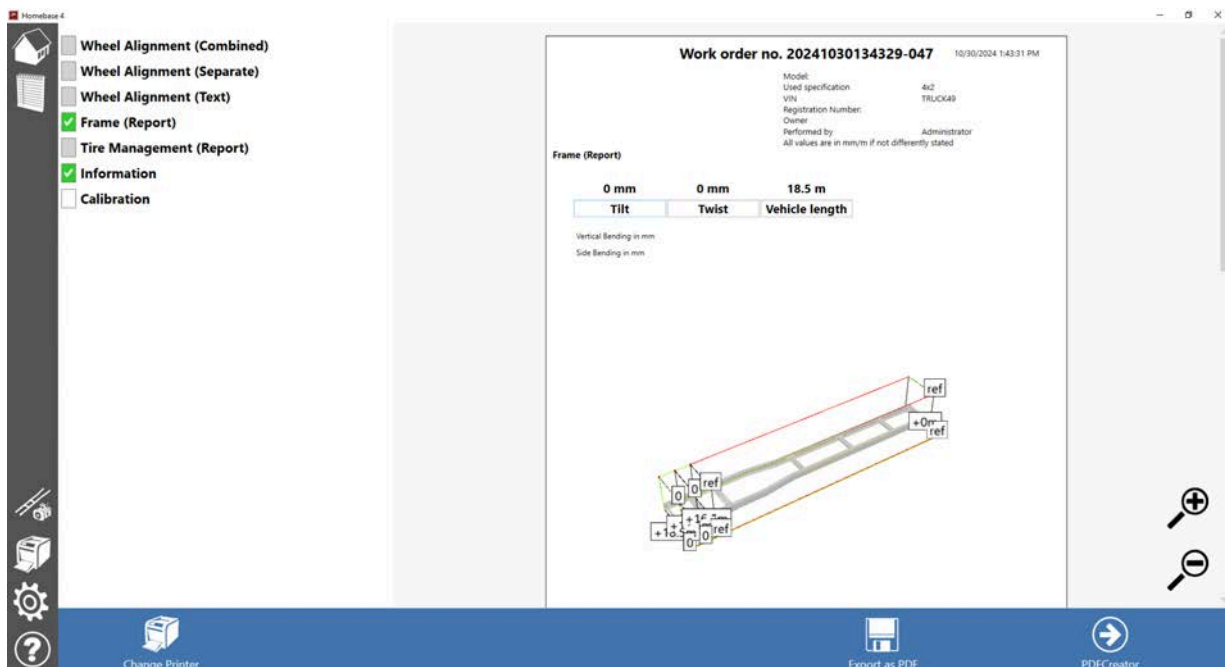 Homebase 4
Wheel Alignment (Combined)
Wheel Alignment (Separate)
Wheel Alignment (Text)
Frame (Report)
Tire Management (Report)
Information
Calibration
Work order no. 20241030134329-047 10/30/2024 1:43:31 PM
Model:
Used specification 4x2
VIN TRUCK49
Registration Number:
Owner
Performed by Administrator
All values are in mm/m if not differently stated
Frame (Report)
0 mm 0 mm 18.5 m
Tilt Twist Vehicle length
Vertical Bending in mm
Side Bending in mm
ref
+0m
ref
0 0 ref
ref
0 0
Change Printer Export as PDF PDFCreator